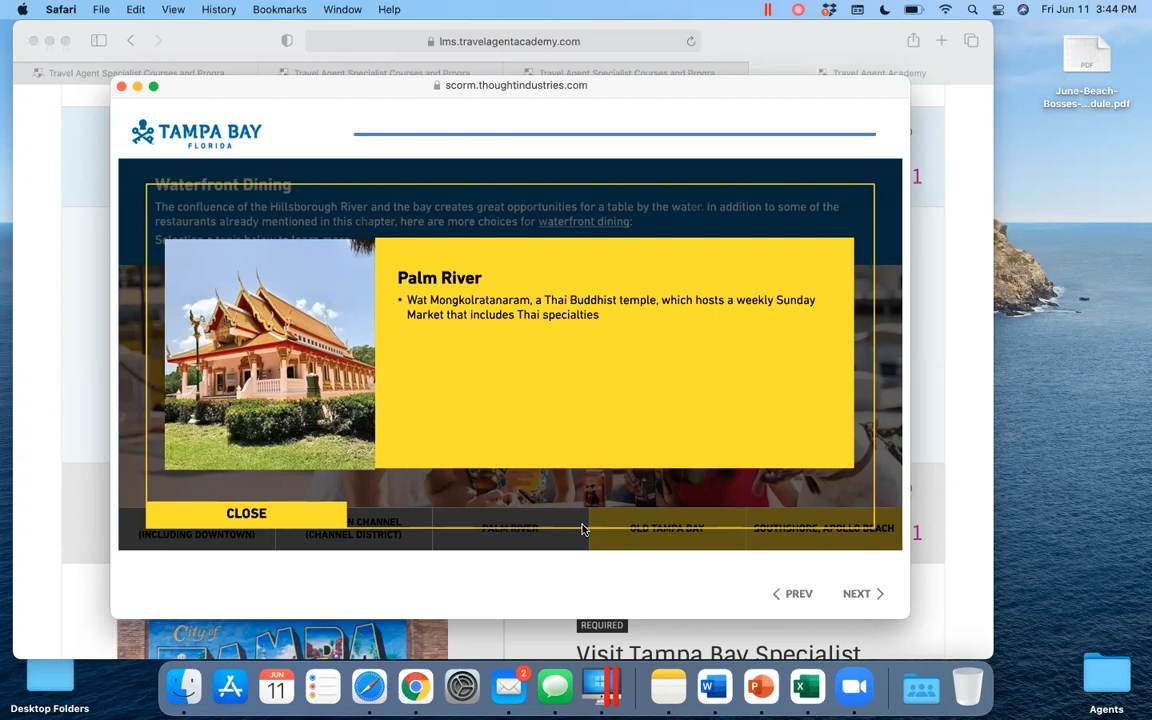 Safari File Edit View History Bookmarks Window Help
Fri Jun 11 3:44 PM
lms.travelagentacademy.com
Travel Agent Specialist Courses and Progra
Travel Agent Specialist Courses and Progra
Travel Agent Specialist Courses and Progra
Travel Agent Academy
PDF
June-Beach-
Bosses-...dule.pdf
scorm.thoughtindustries.com
TAMPA BAY
FLORIDA
1
Waterfront Dining
The confluence of the Hillsborough River and the bay creates great opportunities for a table by the water. In addition to some of the
restaurants already mentioned in this chapter, here are more choices for waterfront dining:
Palm River
• Wat Mongkolratanaram, a Thai Buddhist temple, which hosts a weekly Sunday
Market that includes Thai specialties
CLOSE
(INCLUDING DOWNTOWN)
N CHANNEL
(CHANNEL DISTRICT)
PALM RIVER
OLD TAMPA BAY
SOUTHSHORE, APOLLO BEACH
1
PREV
NEXT
City of
TAMPA
REQUIRED
Visit Tampa Bay Specialist
JUN
11
2
Desktop Folders
Agents